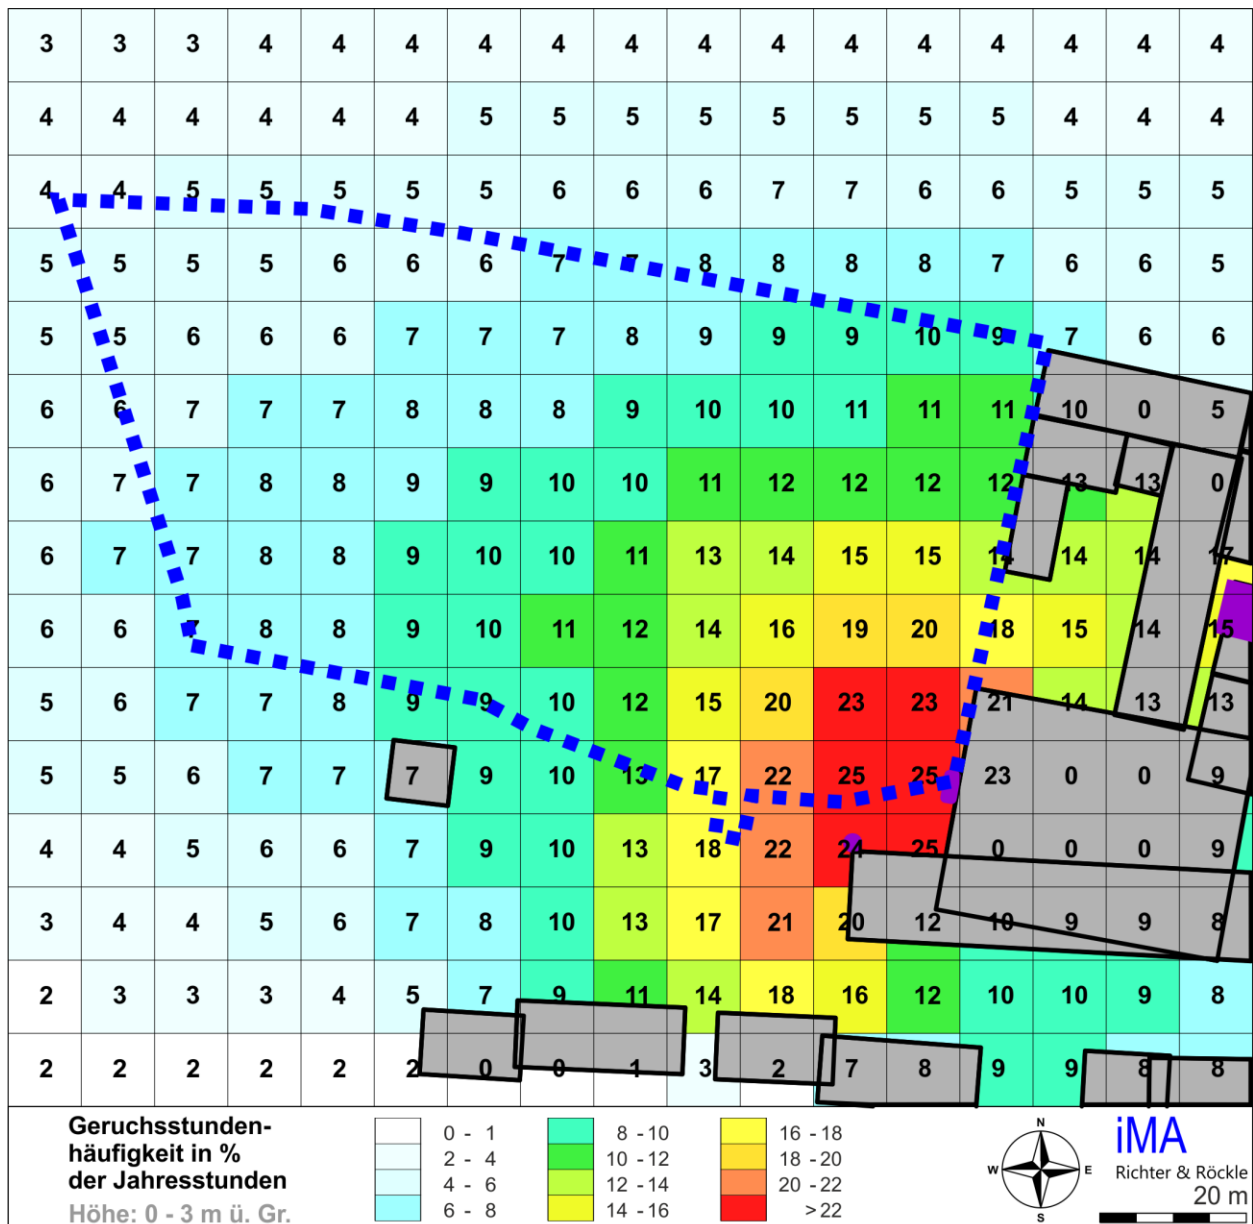 3 3 3 4 4 4 4 4 4 4 4 4 4 4 4 4 4
4 4 4 4 4 4 5 5 5 5 5 5 5 5 4 4 4
4 4 5 5 5 5 5 6 6 6 7 7 6 6 5 5 5
5 5 5 5 6 6 6 7 7 8 8 8 8 7 6 6 5
5 5 6 6 6 7 7 7 8 9 9 9 10 9 7 6 6
6 6 7 7 7 8 8 8 9 10 10 11 11 11 10 0 5
6 7 7 8 8 9 9 10 10 11 12 12 12 12 13 13 0
6 7 7 8 8 9 10 10 11 13 14 15 15 14 14 14 17
6 6 7 8 8 9 10 11 12 14 16 19 20 18 15 14 15
5 6 7 7 8 9 9 10 12 15 20 23 23 21 14 13 13
5 5 6 7 7 7 9 10 13 17 22 25 25 23 0 0 9
4 4 5 6 6 7 9 10 13 18 22 24 25 0 0 0 9
3 4 4 5 6 7 8 10 13 17 21 20 12 10 9 9 8
2 3 3 3 4 5 7 9 11 14 18 16 12 10 10 9 8
2 2 2 2 2 2 0 0 1 3 2 7 8 9 9 8 8
Geruchsstunden-
häufigkeit in %
der Jahresstunden
Höhe: 0 - 3 m ü. Gr.
0 - 1
2 - 4
4 - 6
6 - 8
8 - 10
10 - 12
12 - 14
14 - 16
16 - 18
18 - 20
20 - 22
>22
N
W E
S
iMA
Richter & Röckle
20 m